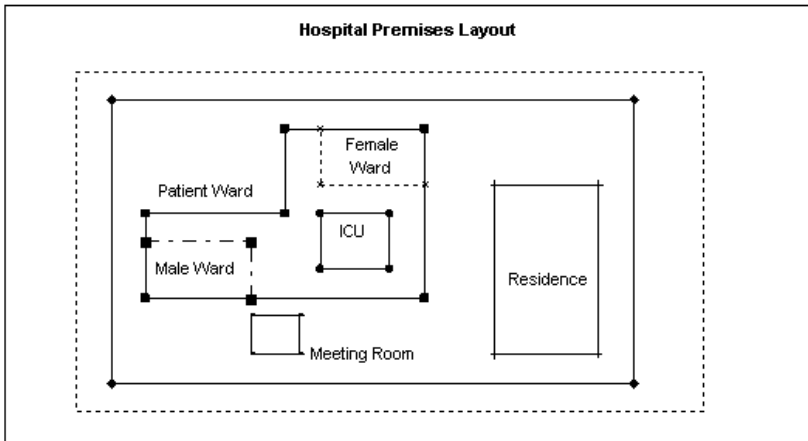 Hospital Premises Layout
Female
Ward
Patient Ward
ICU
Male Ward
Residence
Meeting Room